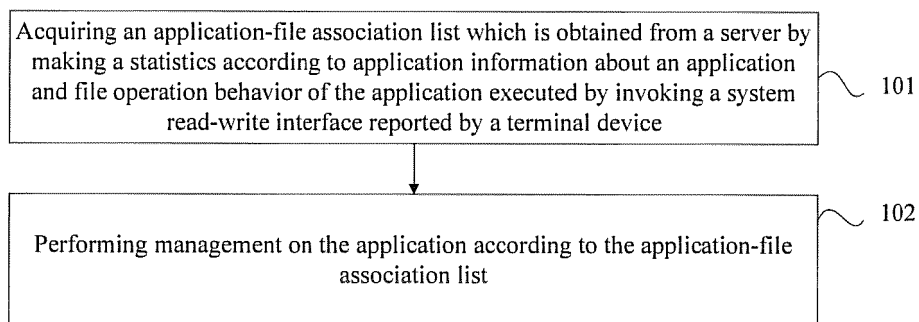 Acquiring an application-file association list which is obtained from a server by
making a statistics according to application information about an application
and file operation behavior of the application executed by invoking a system
read-write interface reported by a terminal device
101
102
Performing management on the application according to the application-file
association list